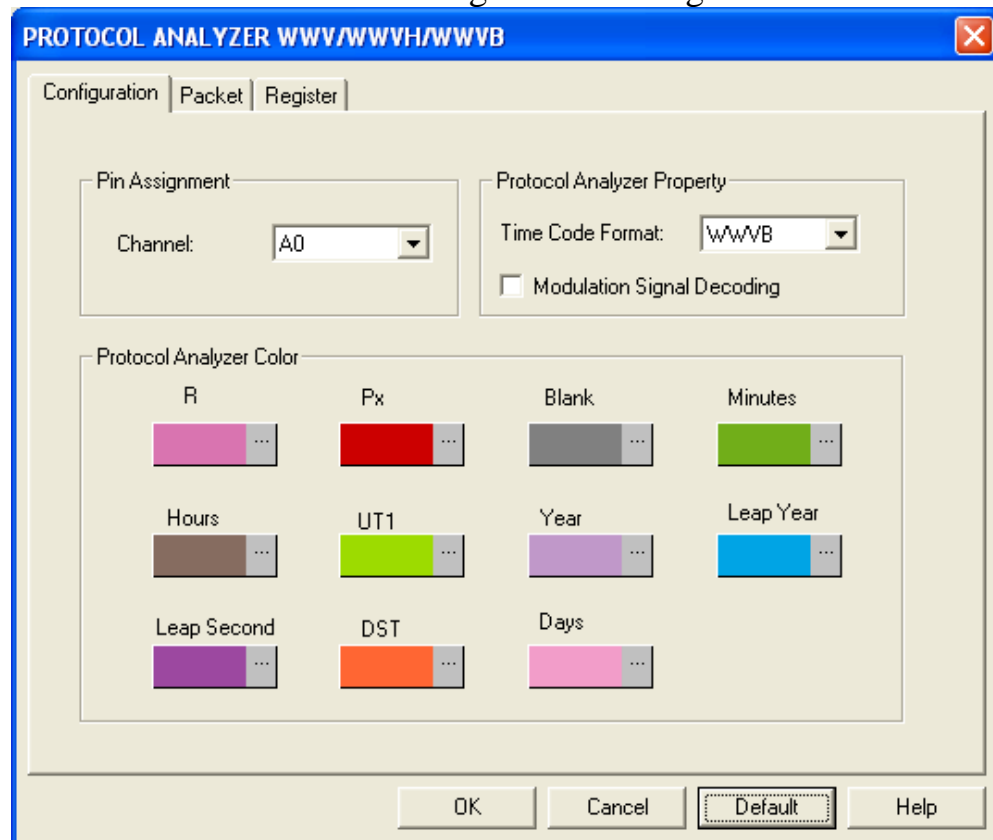 PROTOCOL ANALYZER WWV/WWVH/WWVB
Configuration Packet Register
Pin Assignment
Channel: A0
Protocol Analyzer Property
Time Code Format: WWVB
Modulation Signal Decoding
Protocol Analyzer Color
R Px Blank Minutes
... ... ... ...
Hours UT1 Year Leap Year
... ... ... ...
Leap Second DST Days
... ... ...
OK Cancel Default Help